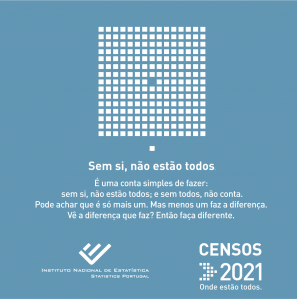 Sem si, não estão todos
É uma conta simples de fazer:
sem si, não estão todos; e sem todos, não conta.
Pode achar que é só mais um. Mas menos um faz a diferença.
Vê a diferença que faz? Então faça diferente.
INSTITUTO NACIONAL DE ESTATÍSTICA
STATISTICS PORTUGAL
CENSOS
2021
Onde estão todos.